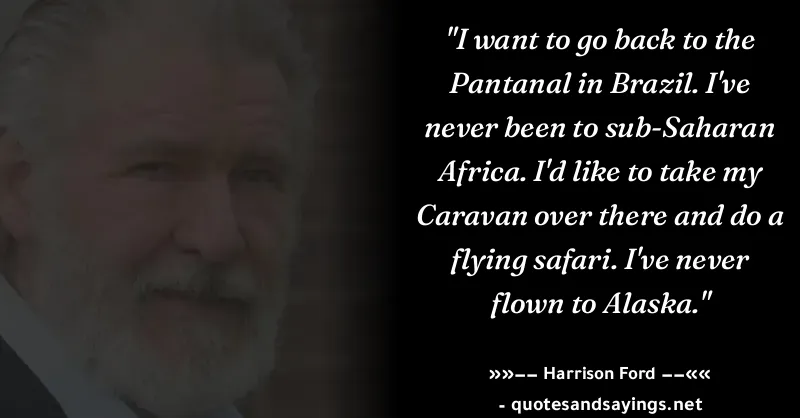 "I want to go back to the
Pantanal in Brazil. I've
never been to sub-Saharan
Africa. I'd like to take my
Caravan over there and do a
flying safari. I've never
flown to Alaska."
»»–– Harrison Ford ––««
- quotesandsayings.net